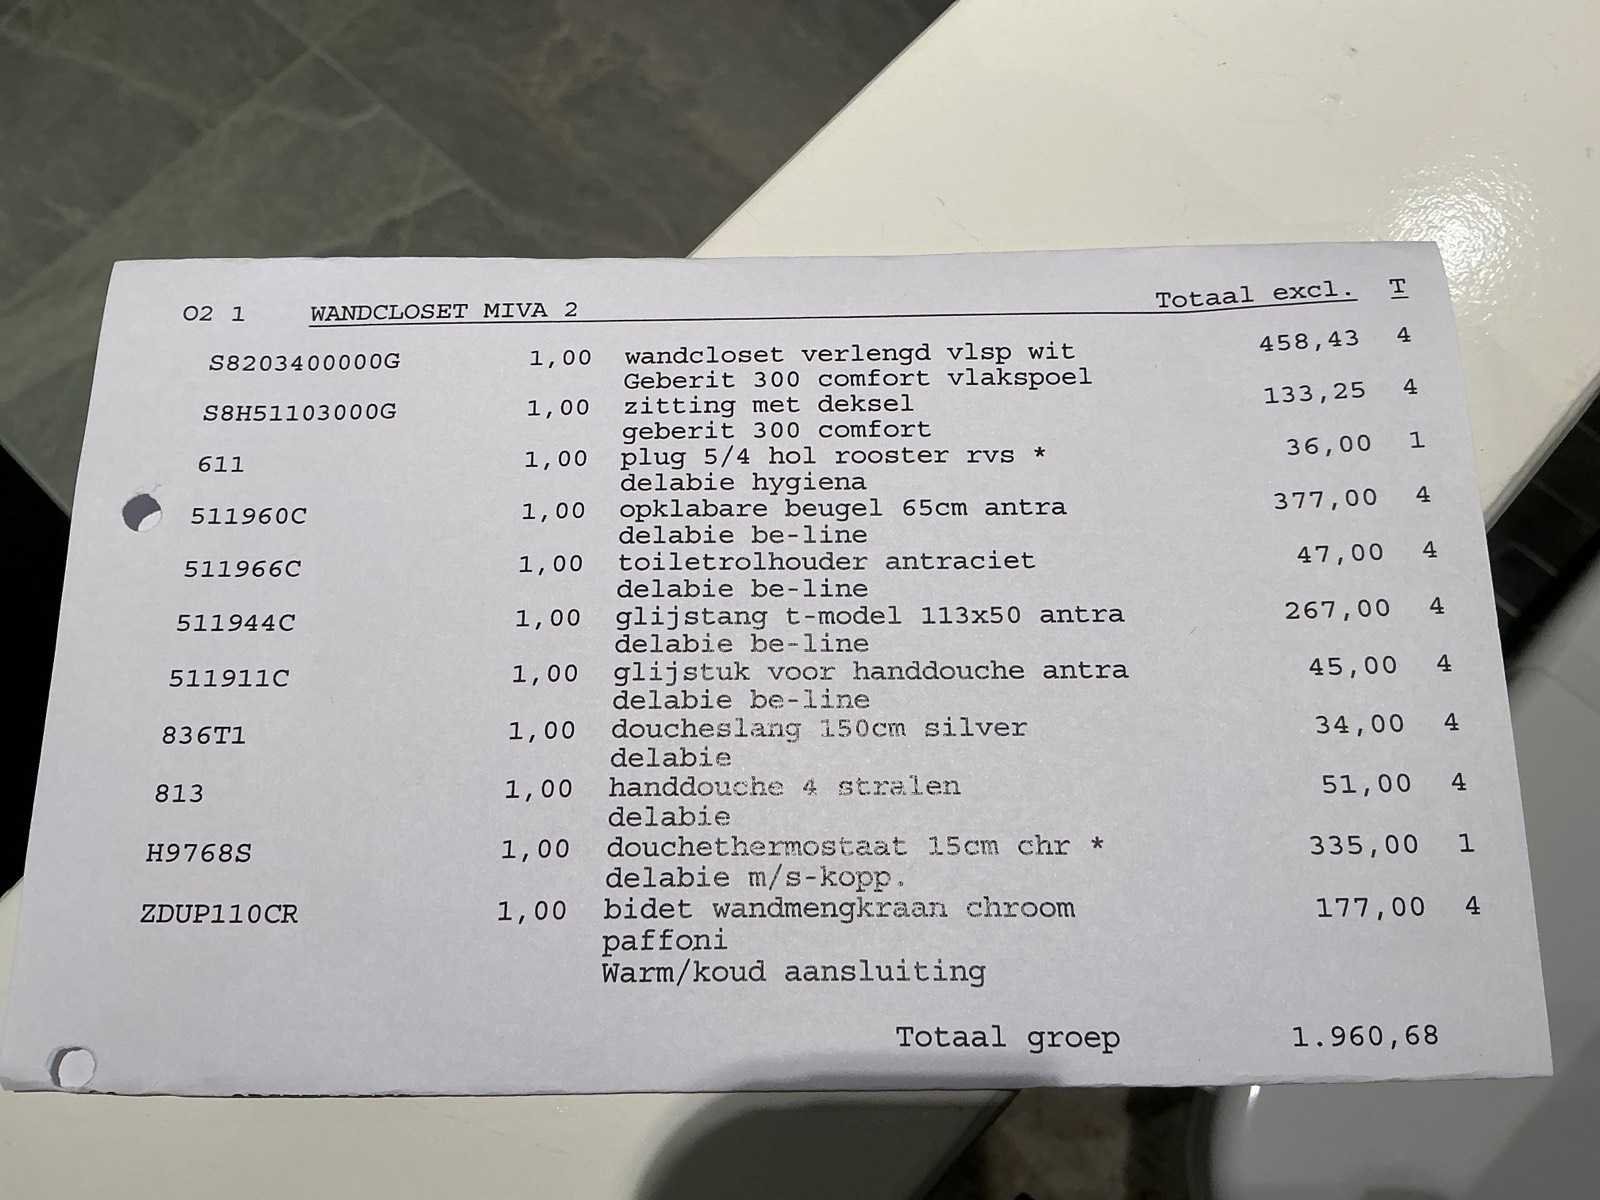 O2 1 WANDCLOSET MIVA 2 Totaal excl. T
S8203400000G 1,00 wandcloset verlengd vlsp wit 458,43 4
Geberit 300 comfort vlakspoel
S8H51103000G 1,00 zitting met deksel 133,25 4
geberit 300 comfort
611 1,00 plug 5/4 hol rooster rvs * 36,00 1
delabie hygiena
511960C 1,00 opklabare beugel 65cm antra 377,00 4
delabie be-line
511966C 1,00 toiletrolhouder antraciet 47,00 4
delabie be-line
511944C 1,00 glijstang t-model 113x50 antra 267,00 4
delabie be-line
511911C 1,00 glijstuk voor handdouche antra 45,00 4
delabie be-line
836T1 1,00 doucheslang 150cm silver 34,00 4
delabie
813 1,00 handdouche 4 stralen 51,00 4
delabie
H9768S 1,00 douchethermostaat 15cm chr * 335,00 1
delabie m/s-kopp.
ZDUP110CR 1,00 bidet wandmengkraan chroom 177,00 4
paffoni
Warm/koud aansluiting
Totaal groep 1.960,68